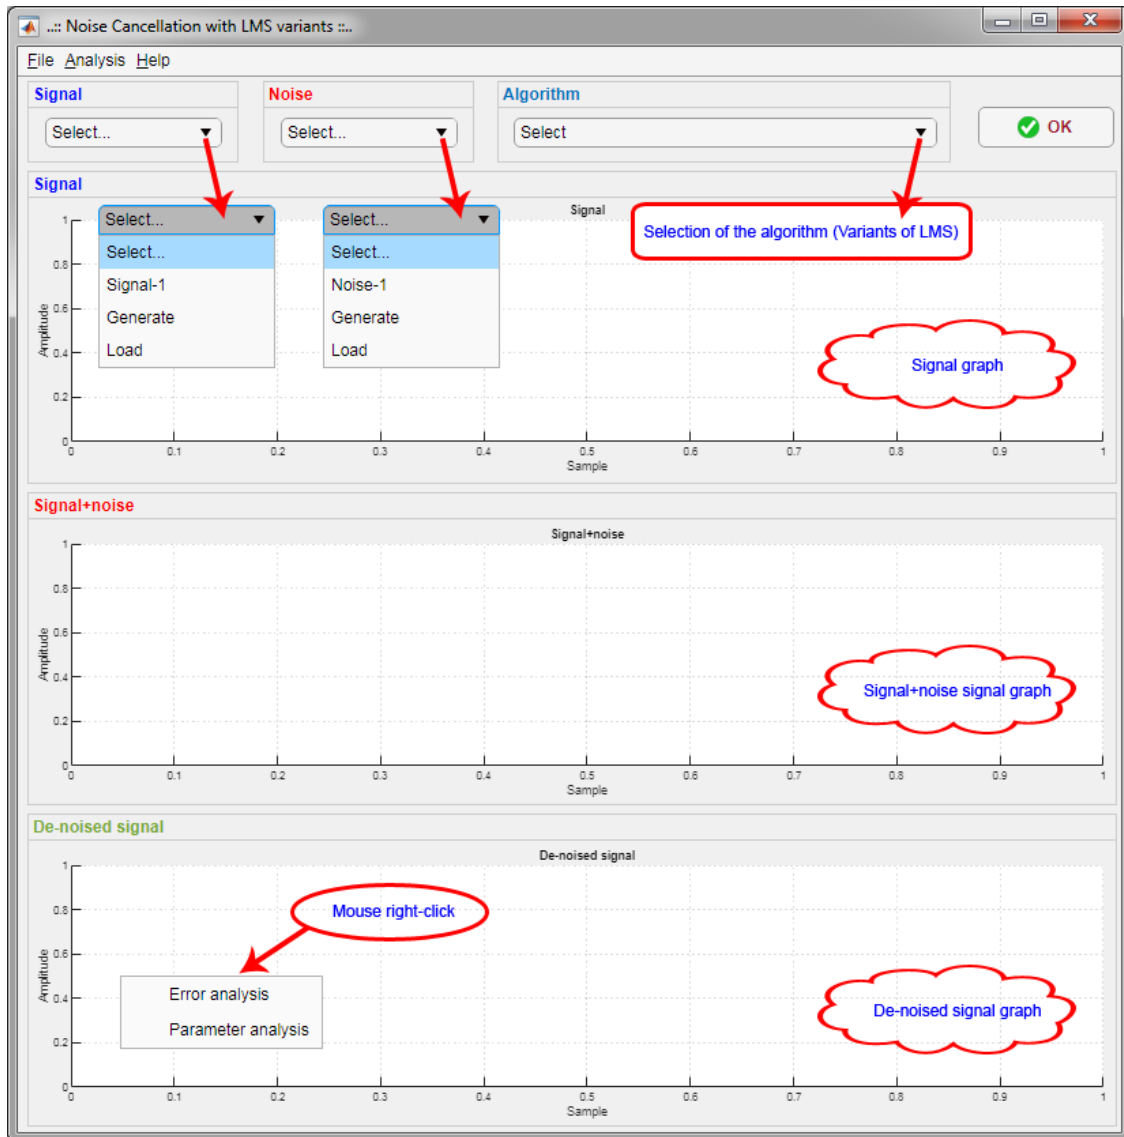 ..:: Noise Cancellation with LMS variants ::..
File Analysis Help
Signal Noise Algorithm
Select... Select... Select OK
Signal
Signal
Select... Select...
Select... Select...
Signal-1 Noise-1
Generate Generate
Load Load
Selection of the algorithm (Variants of LMS)
Signal graph
Amplitude
1
0.8
0.6
0.4
0.2
0
0 0.1 0.2 0.3 0.4 0.5 0.6 0.7 0.8 0.9 1
Sample
Signal+noise
Signal+noise
Signal+noise signal graph
Amplitude
1
0.8
0.6
0.4
0.2
0
0 0.1 0.2 0.3 0.4 0.5 0.6 0.7 0.8 0.9 1
Sample
De-noised signal
De-noised signal
Mouse right-click
Error analysis
Parameter analysis
De-noised signal graph
Amplitude
1
0.8
0.6
0.4
0.2
0
0 0.1 0.2 0.3 0.4 0.5 0.6 0.7 0.8 0.9 1
Sample